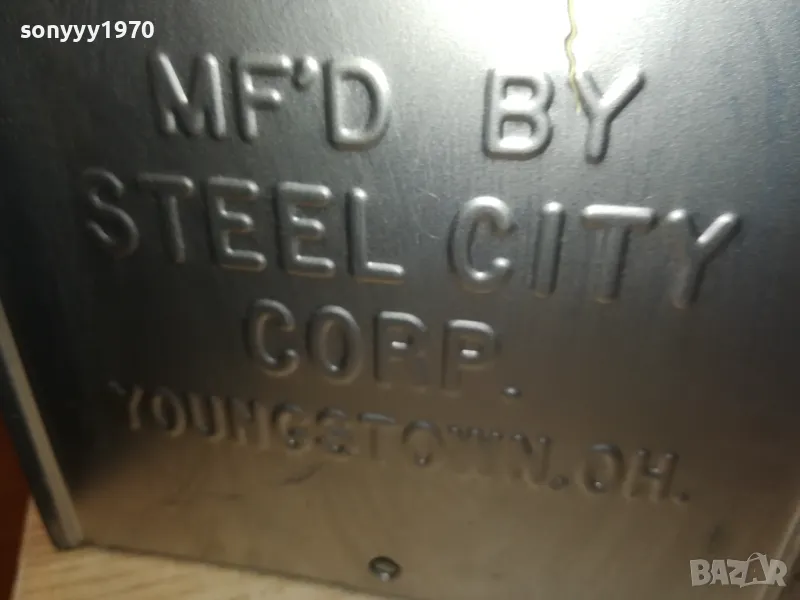 sonyyy1970
MF'D BY
STEEL CITY
CORP.
YOUNGSTOWN.OH.
BAZAR